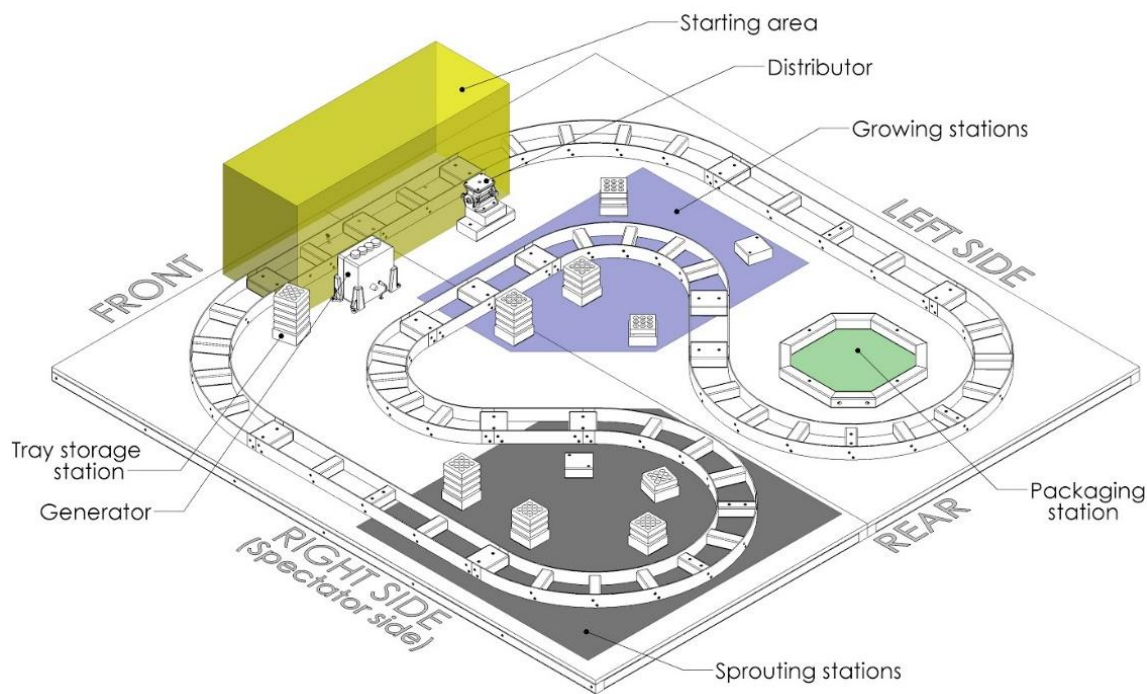 Starting area
Distributor
Growing stations
LEFT SIDE
FRONT
Tray storage
station
Generator
Packaging
station
REAR
RIGHT SIDE
(Spectator side)
Sprouting stations